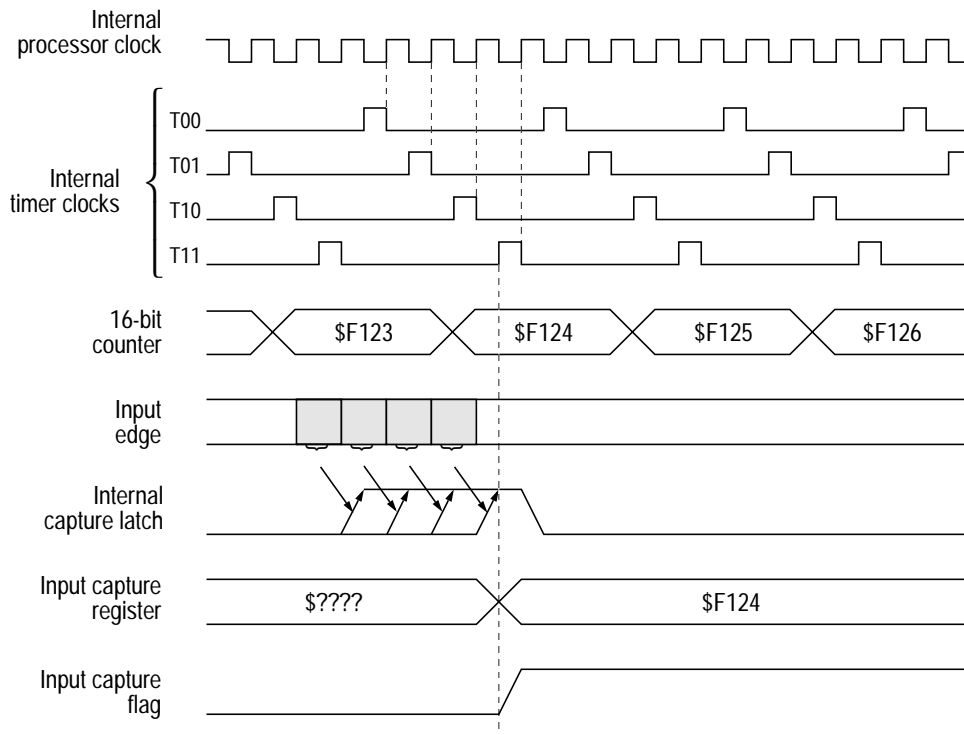 Internal
processor clock
T00
T01
Internal
timer clocks
T10
T11
16-bit
counter
$F123
$F124
$F125
$F126
Input
edge
Internal
capture latch
Input capture
register
$????
$F124
Input capture
flag